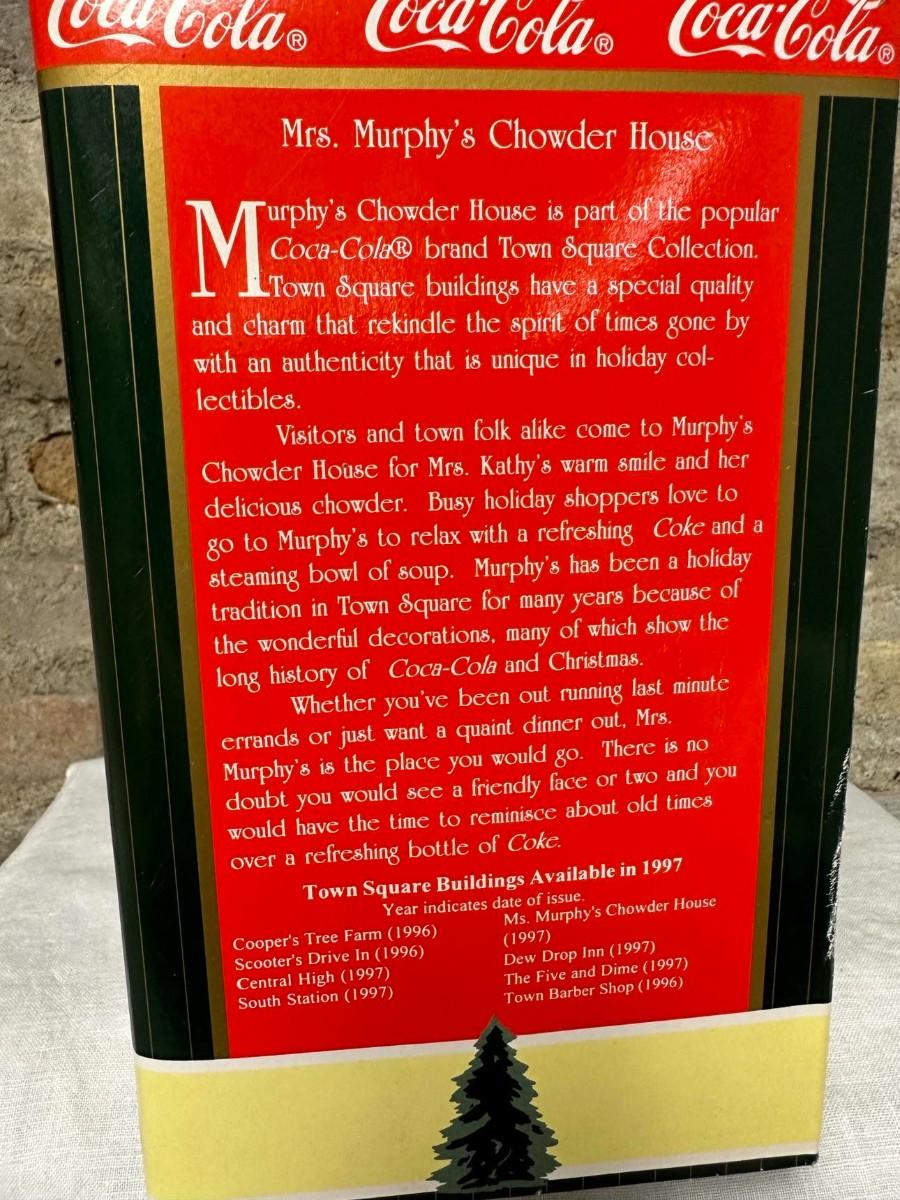 Coca-Cola® Coca-Cola® Coca-Cola®
Mrs. Murphy's Chowder House
Murphy's Chowder House is part of the popular
Coca-Cola® brand Town Square Collection.
Town Square buildings have a special quality
and charm that rekindle the spirit of times gone by
with an authenticity that is unique in holiday col-
lectibles.
Visitors and town folk alike come to Murphy's
Chowder House for Mrs. Kathy's warm smile and her
delicious chowder. Busy holiday shoppers love to
go to Murphy's to relax with a refreshing Coke and a
steaming bowl of soup. Murphy's has been a holiday
tradition in Town Square for many years because of
the wonderful decorations, many of which show the
long history of Coca-Cola and Christmas.
Whether you've been out running last minute
errands or just want a quaint dinner out, Mrs.
Murphy's is the place you would go. There is no
doubt you would see a friendly face or two and you
would have the time to reminisce about old times
over a refreshing bottle of Coke.
Town Square Buildings Available in 1997
Year indicates date of issue.
Cooper's Tree Farm (1996)
Scooter's Drive In (1996)
Central High (1997)
South Station (1997)
Ms. Murphy's Chowder House
(1997)
Dew Drop Inn (1997)
The Five and Dime (1997)
Town Barber Shop (1996)